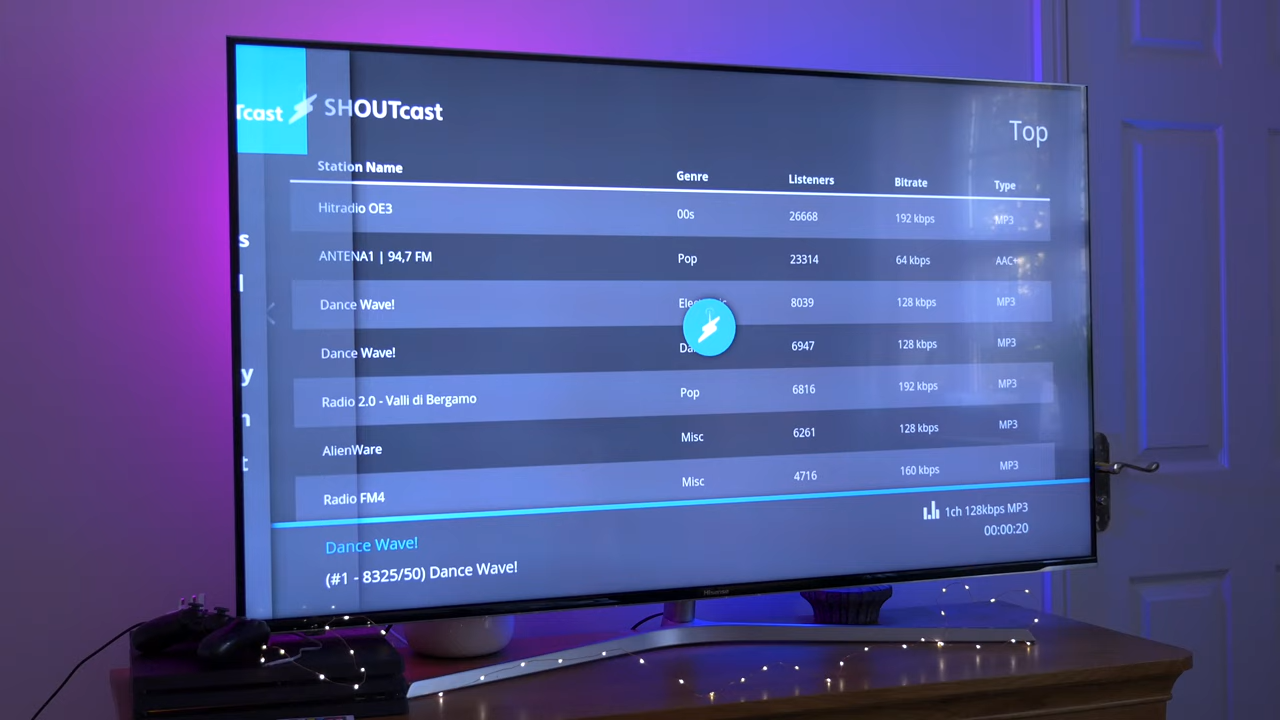 Tcast SHOUTcast
Top
Station Name Genre Listeners Bitrate Type
Hitradio OE3 00s 26668 192 kbps MP3
ANTENA1 | 94,7 FM Pop 23314 64 kbps AAC+
Dance Wave! 8039 128 kbps MP3
Dance Wave! 6947 128 kbps MP3
Radio 2.0 - Valli di Bergamo Pop 6816 192 kbps MP3
AlienWare Misc 6261 128 kbps MP3
Radio FM4 Misc 4716 160 kbps MP3
s
l
y
n
t
1ch 128kbps MP3
00:00:20
Dance Wave!
(#1 - 8325/50) Dance Wave!
Hisense